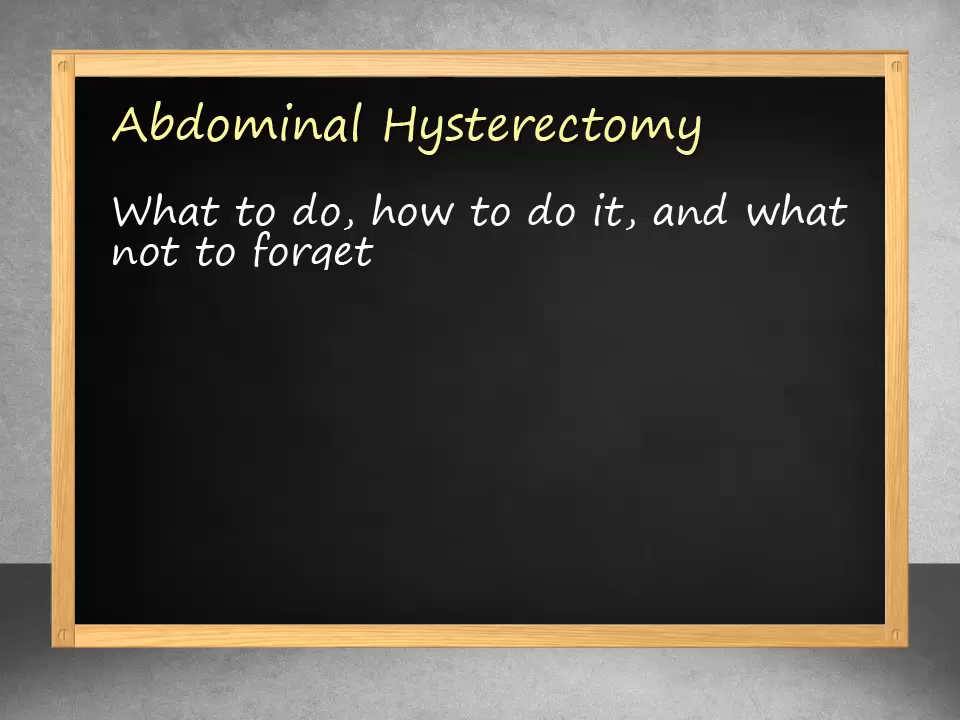 Abdominal Hysterectomy
What to do, how to do it, and what
not to forget